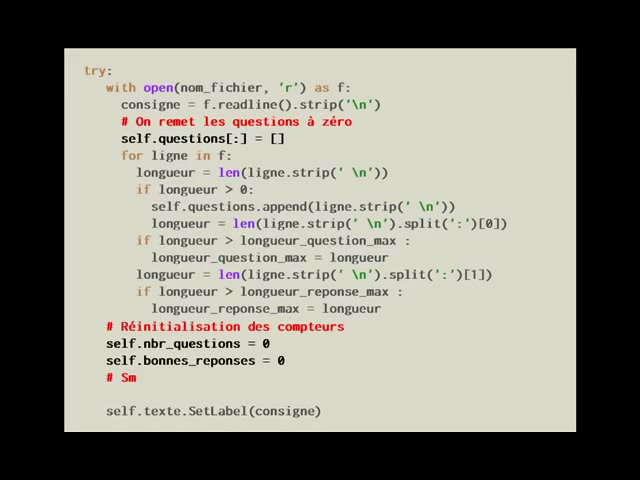 try:
with open(nom_fichier, 'r') as f:
consigne = f.readline().strip('\n')
# On remet les questions à zéro
self.questions[:] = []
for ligne in f:
longueur = len(ligne.strip(' \n'))
if longueur > 0:
self.questions.append(ligne.strip(' \n'))
longueur = len(ligne.strip(' \n').split(':')[0])
if longueur > longueur_question_max :
longueur_question_max = longueur
longueur = len(ligne.strip(' \n').split(':')[1])
if longueur > longueur_reponse_max :
longueur_reponse_max = longueur
# Réinitialisation des compteurs
self.nbr_questions = 0
self.bonnes_reponses = 0
# Sm
self.texte.SetLabel(consigne)